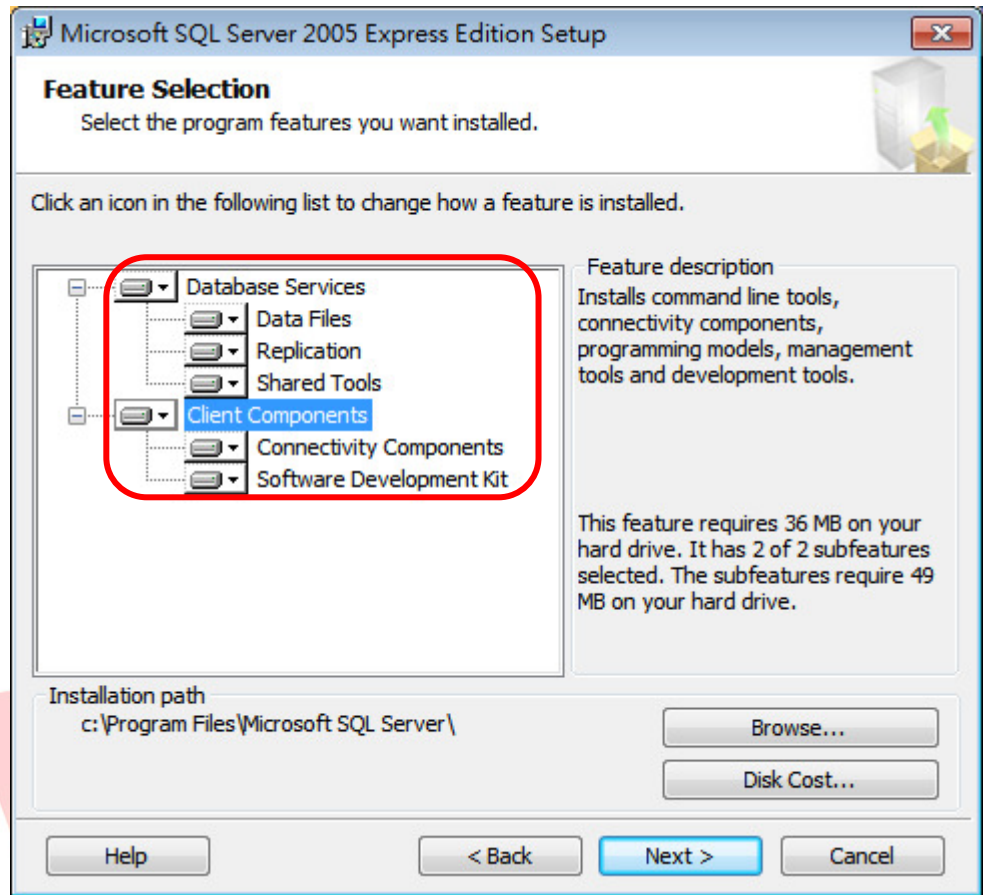 Microsoft SQL Server 2005 Express Edition Setup
Feature Selection
Select the program features you want installed.
Click an icon in the following list to change how a feature is installed.
Database Services
Data Files
Replication
Shared Tools
Client Components
Connectivity Components
Software Development Kit
Feature description
Installs command line tools,
connectivity components,
programming models, management
tools and development tools.
This feature requires 36 MB on your
hard drive. It has 2 of 2 subfeatures
selected. The subfeatures require 49
MB on your hard drive.
Installation path
c:\Program Files\Microsoft SQL Server\
Browse...
Disk Cost...
Help
< Back
Next >
Cancel